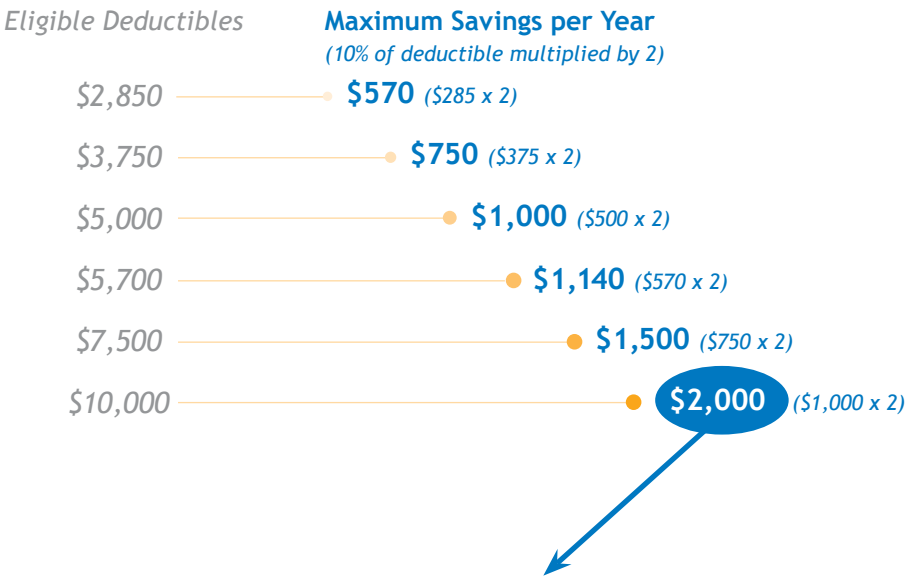 Eligible Deductibles Maximum Savings per Year
(10% of deductible multiplied by 2)
$2,850 $570 ($285 x 2)
$3,750 $750 ($375 x 2)
$5,000 $1,000 ($500 x 2)
$5,700 $1,140 ($570 x 2)
$7,500 $1,500 ($750 x 2)
$10,000 $2,000 ($1,000 x 2)